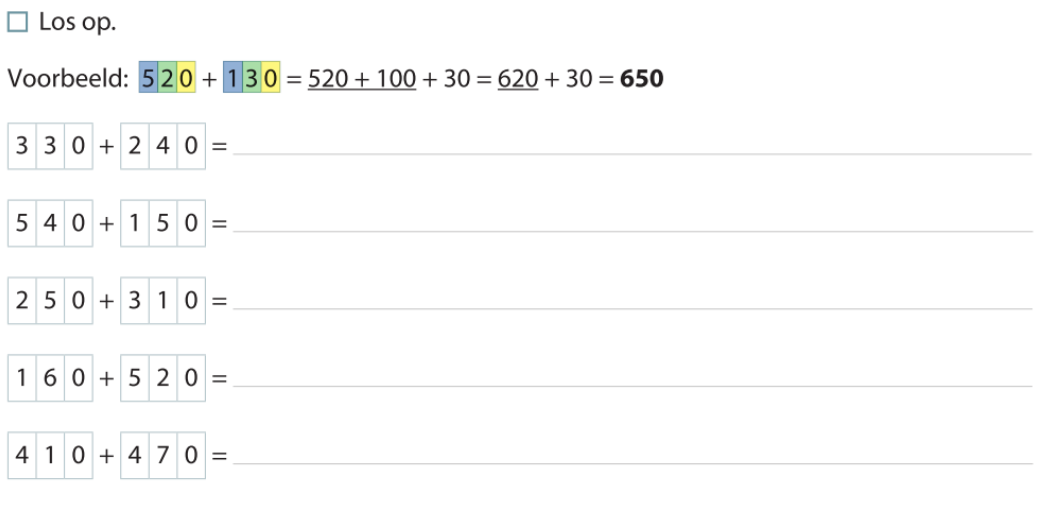 Los op.
Voorbeeld: 520 + 130 = 520 + 100 + 30 = 620 + 30 = 650
330 + 240 =
540 + 150 =
250 + 310 =
160 + 520 =
410 + 470 =